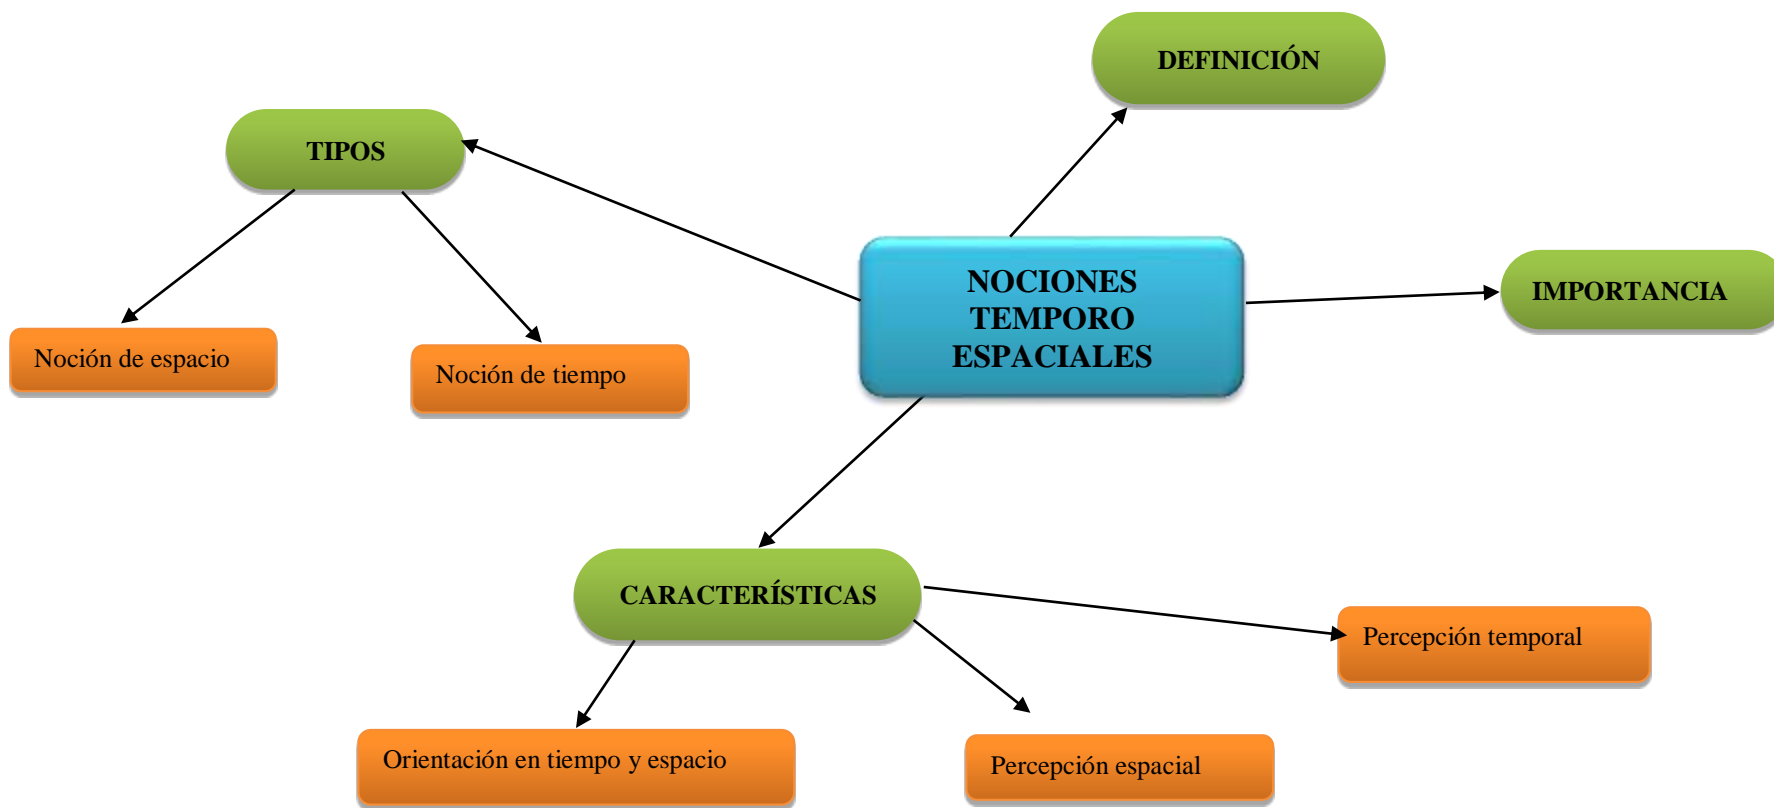 DEFINICIÓN
TIPOS
NOCIONES
TEMPORO
ESPACIALES
IMPORTANCIA
Noción de espacio
Noción de tiempo
CARACTERÍSTICAS
Percepción temporal
Orientación en tiempo y espacio
Percepción espacial